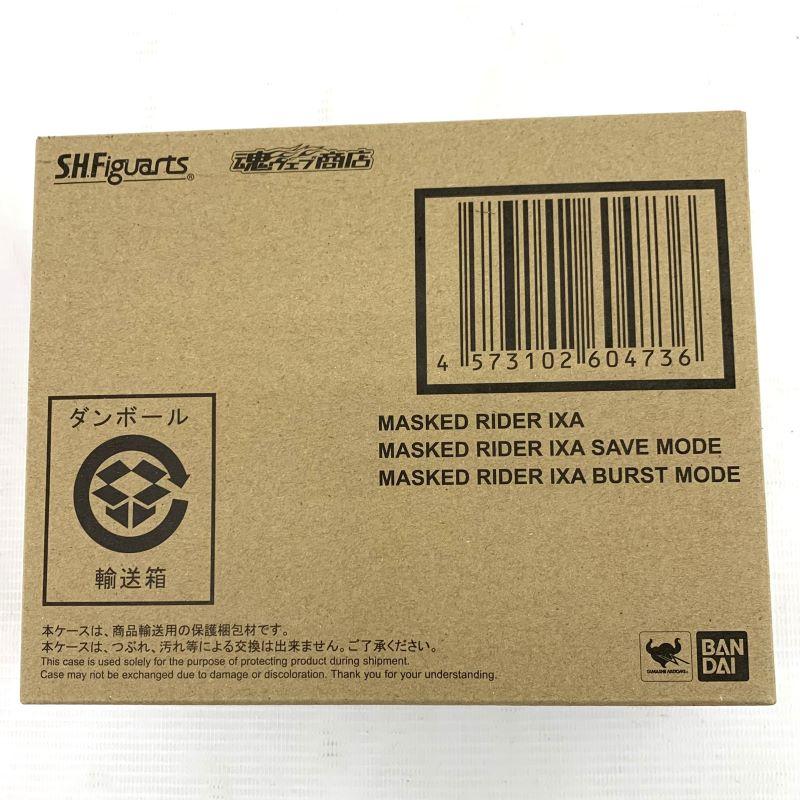 S.H.Figuarts®
魂ウェブ商店
4 573102 604736
MASKED RIDER IXA
MASKED RIDER IXA SAVE MODE
MASKED RIDER IXA BURST MODE
ダンボール
輸送箱
本ケースは、商品輸送用の保護梱包材です。
本ケースは、つぶれ、汚れ等による交換は出来ません。ご了承ください。
This case is used solely for the purpose of protecting product during shipment.
Case may not be exchanged due to damage or discoloration. Thank you for your understanding.
TAMASHII NATIONS
BAN
DAI